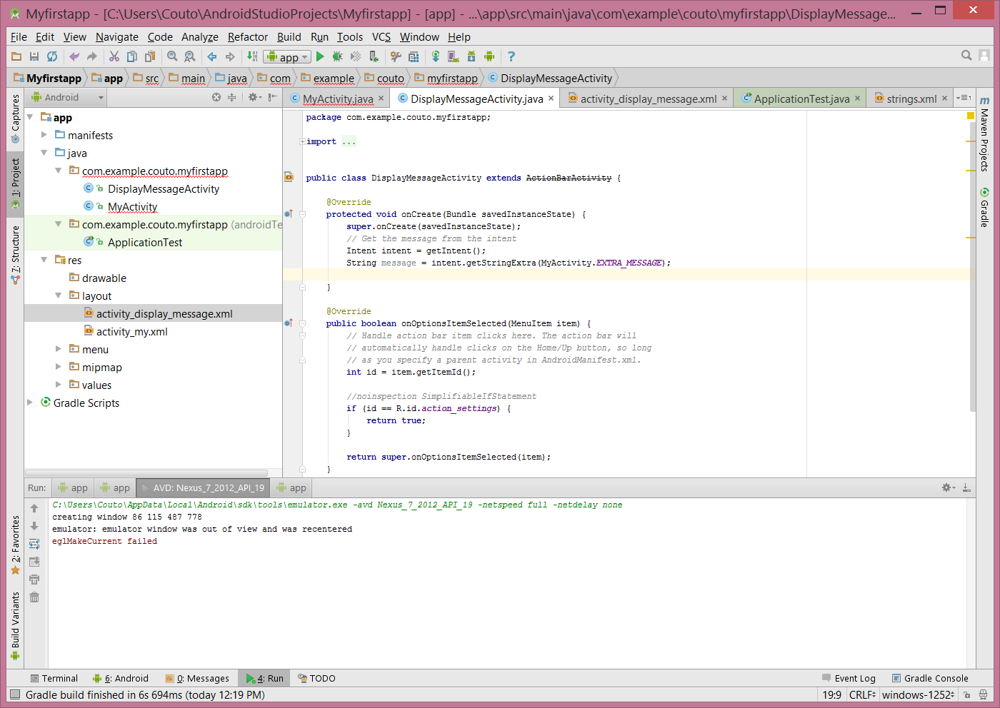 Myfirstapp - [C:\Users\Couto\AndroidStudioProjects\Myfirstapp] - [app] - ...\app\src\main\java\com\example\couto\myfirstapp\DisplayMessage...
File Edit View Navigate Code Analyze Refactor Build Run Tools VCS Window Help
app
Myfirstapp app src main java com example couto myfirstapp DisplayMessageActivity
Android
MyActivity.java DisplayMessageActivity.java activity_display_message.xml ApplicationTest.java strings.xml
Captures
1: Project
7: Structure
2: Favorites
Build Variants
app
manifests
java
com.example.couto.myfirstapp
DisplayMessageActivity
MyActivity
com.example.couto.myfirstapp (androidTe
ApplicationTest
res
drawable
layout
activity_display_message.xml
activity_my.xml
menu
mipmap
values
Gradle Scripts
package com.example.couto.myfirstapp;
import ...
public class DisplayMessageActivity extends ActionBarActivity {
@Override
protected void onCreate(Bundle savedInstanceState) {
super.onCreate(savedInstanceState);
// Get the message from the intent
Intent intent = getIntent();
String message = intent.getStringExtra(MyActivity.EXTRA_MESSAGE);
}
@Override
public boolean onOptionsItemSelected(MenuItem item) {
// Handle action bar item clicks here. The action bar will
// automatically handle clicks on the Home/Up button, so long
// as you specify a parent activity in AndroidManifest.xml.
int id = item.getItemId();
//noinspection SimplifiableIfStatement
if (id == R.id.action_settings) {
return true;
}
return super.onOptionsItemSelected(item);
}
m Maven Projects
Gradle
Run: app app AVD: Nexus_7_2012_API_19 app
C:\Users\Couto\AppData\Local\Android\sdk\tools\emulator.exe -avd Nexus_7_2012_API_19 -netspeed full -netdelay none
creating window 86 115 487 778
emulator: emulator window was out of view and was recentered
eglMakeCurrent failed
Terminal 6: Android 0: Messages 4: Run TODO Event Log Gradle Console
Gradle build finished in 6s 694ms (today 12:19 PM) 19:9 CRLF windows-1252